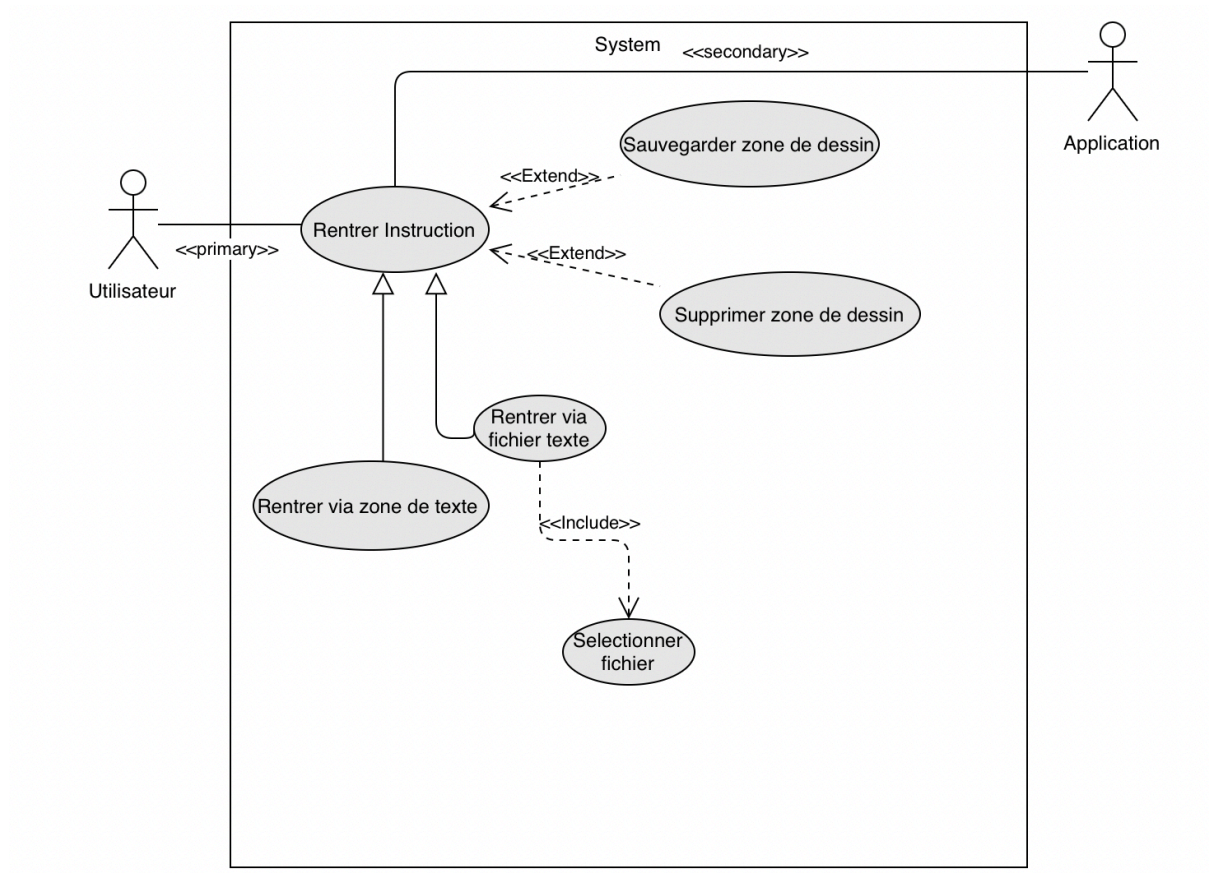 System
<<secondary>>
Application
Sauvegarder zone de dessin
<<Extend>>
Rentrer Instruction
<<primary>>
Utilisateur
<<Extend>>
Supprimer zone de dessin
Rentrer via
fichier texte
Rentrer via zone de texte
<<Include>>
Selectionner
fichier